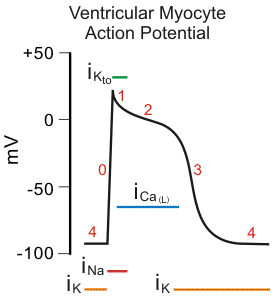 Ventricular Myocyte
Action Potential
+50
iKto
1
2
0
mV
0
3
-50
iCa(L)
4
4
-100
iNa
iK
iK